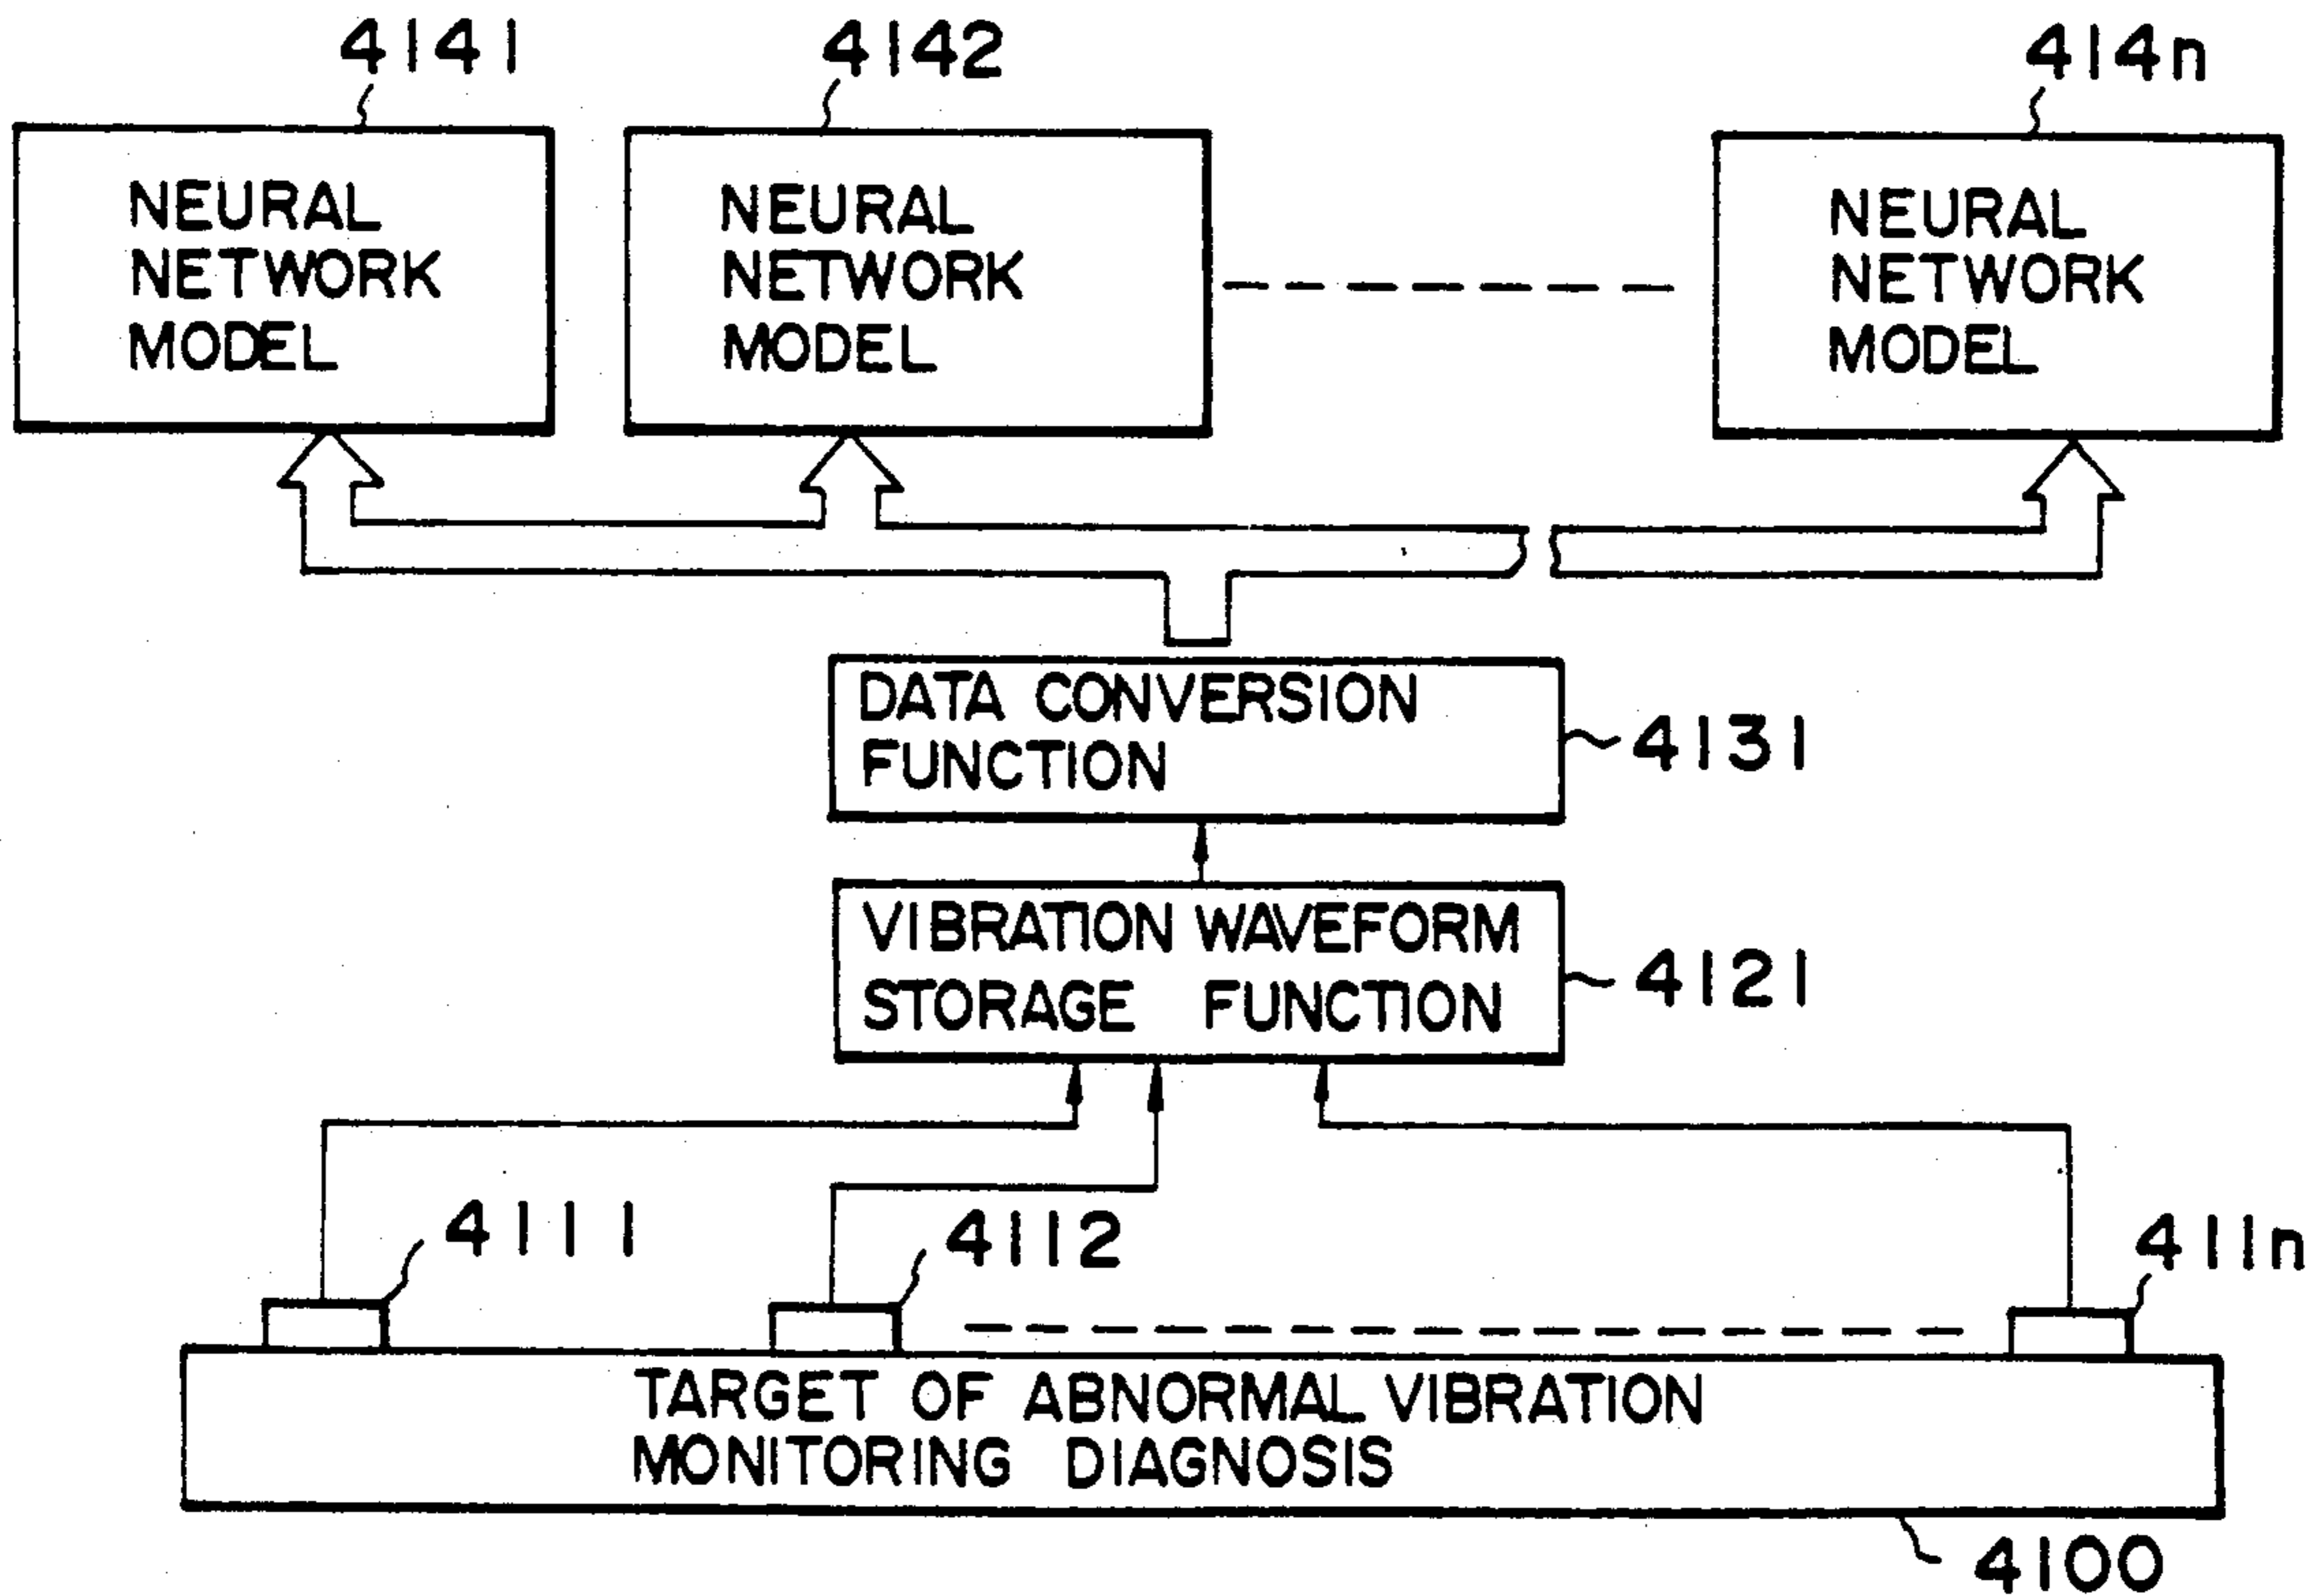 4141
4142
414n
NEURAL
NETWORK
MODEL
NEURAL
NETWORK
MODEL
NEURAL
NETWORK
MODEL
DATA CONVERSION
FUNCTION
4131
VIBRATION WAVEFORM
STORAGE FUNCTION
4121
4111
4112
411n
TARGET OF ABNORMAL VIBRATION
MONITORING DIAGNOSIS
4100